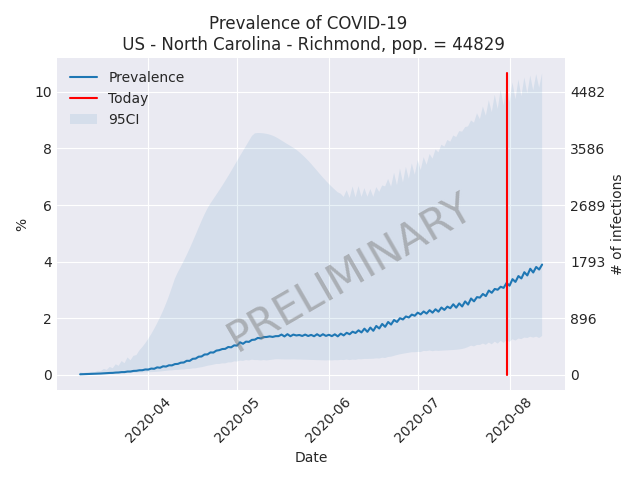 Prevalence of COVID-19
US - North Carolina - Richmond, pop. = 44829
Prevalence
Today
95CI
10
8
6
4
2
0
%
4482
3586
2689
1793
896
0
# of infections
PRELIMINARY
2020-04
2020-05
2020-06
2020-07
2020-08
Date